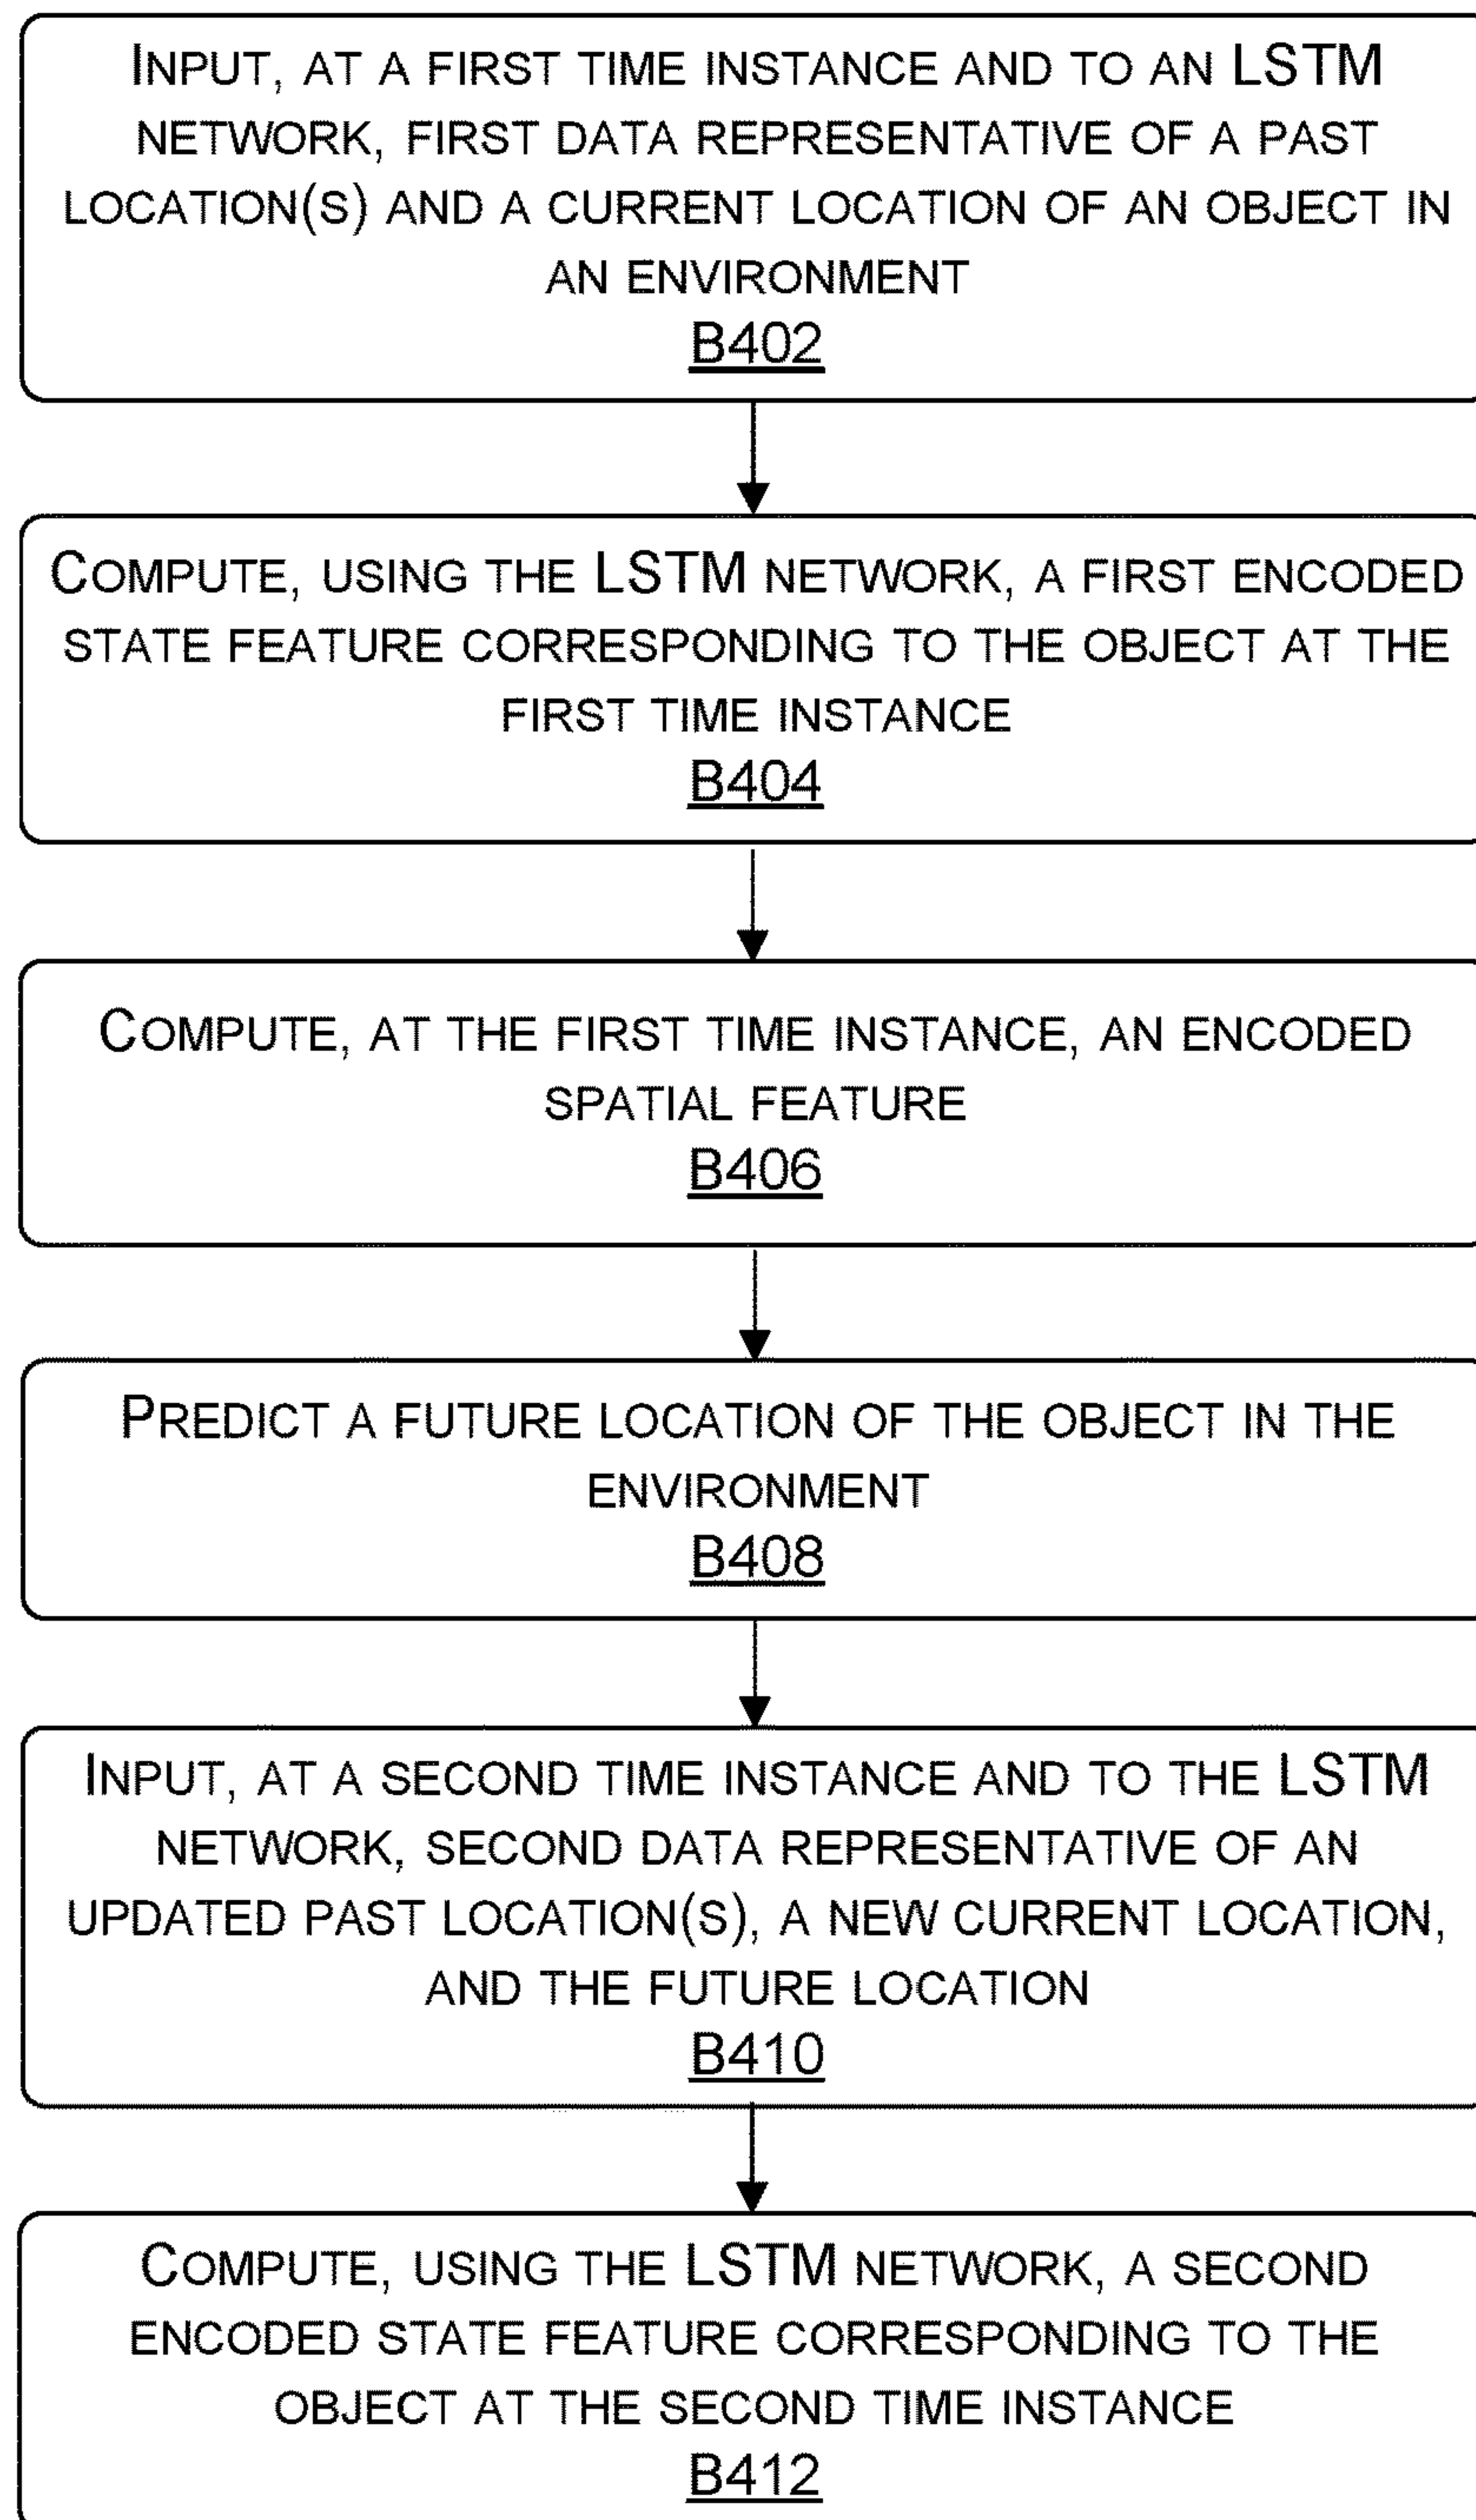 INPUT, AT A FIRST TIME INSTANCE AND TO AN LSTM
NETWORK, FIRST DATA REPRESENTATIVE OF A PAST
LOCATION(S) AND A CURRENT LOCATION OF AN OBJECT IN
AN ENVIRONMENT
B402
COMPUTE, USING THE LSTM NETWORK, A FIRST ENCODED
STATE FEATURE CORRESPONDING TO THE OBJECT AT THE
FIRST TIME INSTANCE
B404
COMPUTE, AT THE FIRST TIME INSTANCE, AN ENCODED
SPATIAL FEATURE
B406
PREDICT A FUTURE LOCATION OF THE OBJECT IN THE
ENVIRONMENT
B408
INPUT, AT A SECOND TIME INSTANCE AND TO THE LSTM
NETWORK, SECOND DATA REPRESENTATIVE OF AN
UPDATED PAST LOCATION(S), A NEW CURRENT LOCATION,
AND THE FUTURE LOCATION
B410
COMPUTE, USING THE LSTM NETWORK, A SECOND
ENCODED STATE FEATURE CORRESPONDING TO THE
OBJECT AT THE SECOND TIME INSTANCE
B412